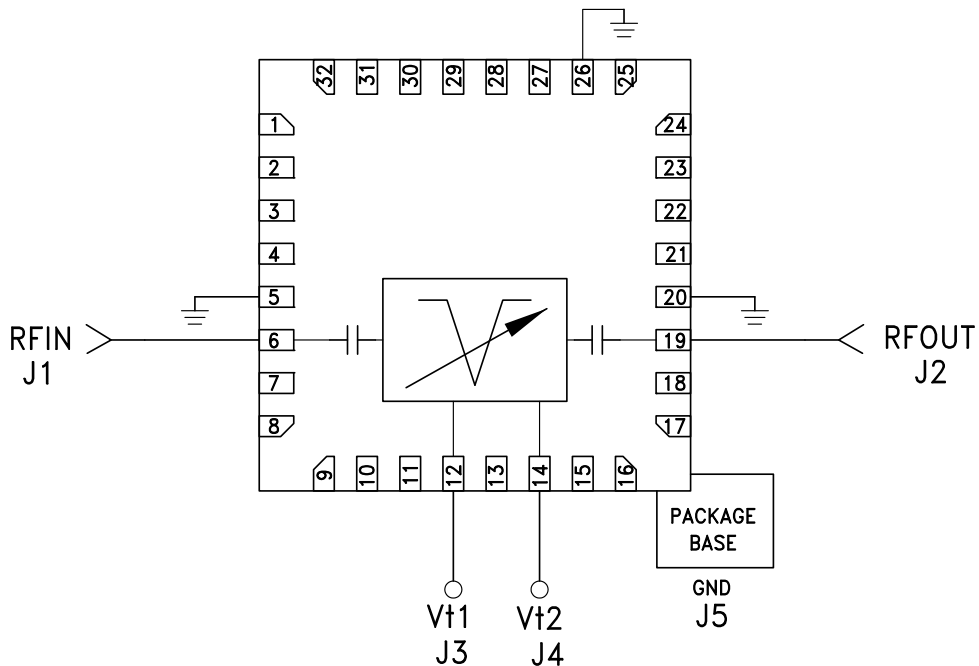 32 31 30 29 28 27 26 25
1 24
2 23
3 22
4 21
5 20
RFIN 6 19 RFOUT
J1 J2
7 18
8 17
9 10 11 12 13 14 15 16
PACKAGE
BASE
GND
J5
Vt1 Vt2
J3 J4